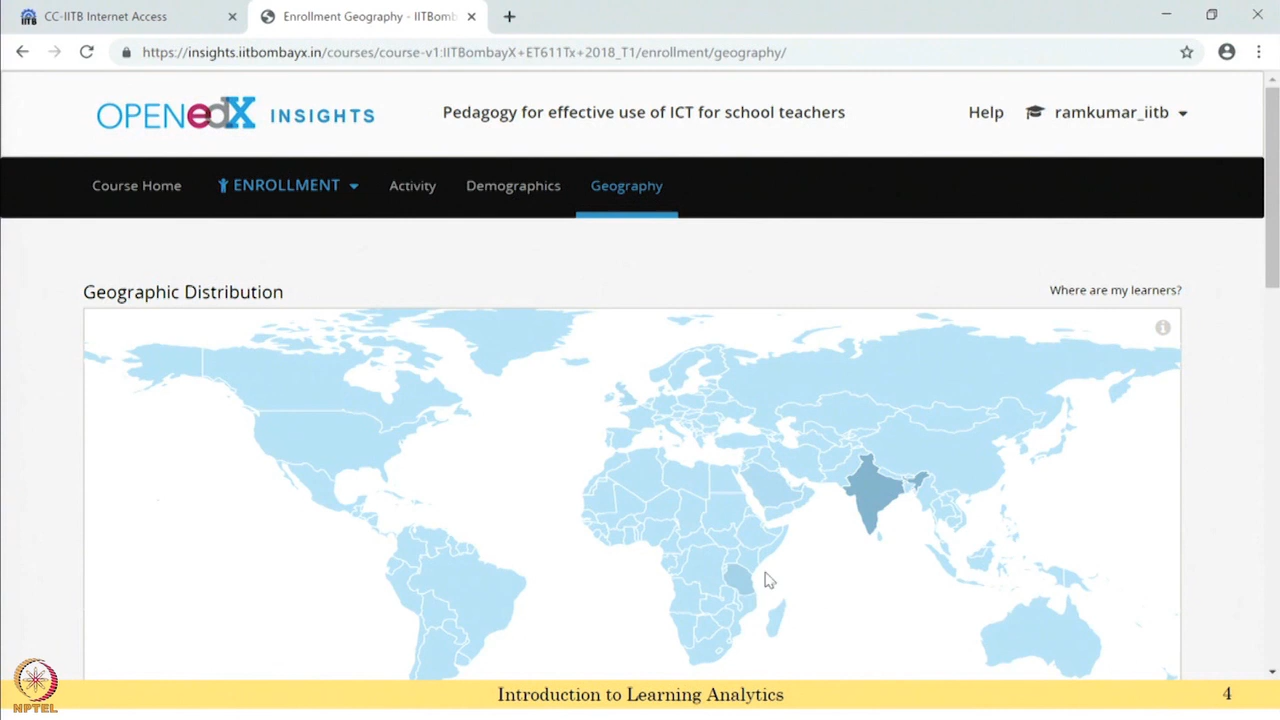 CC-IITB Internet Access
Enrollment Geography - IITBomb
https://insights.iitbombayx.in/courses/course-v1:IITBombayX+ET611Tx+2018_T1/enrollment/geography/
OPENedX INSIGHTS
Pedagogy for effective use of ICT for school teachers
Help
ramkumar_iitb
Course Home
ENROLLMENT
Activity
Demographics
Geography
Geographic Distribution
Where are my learners?
NPTEL
Introduction to Learning Analytics
4